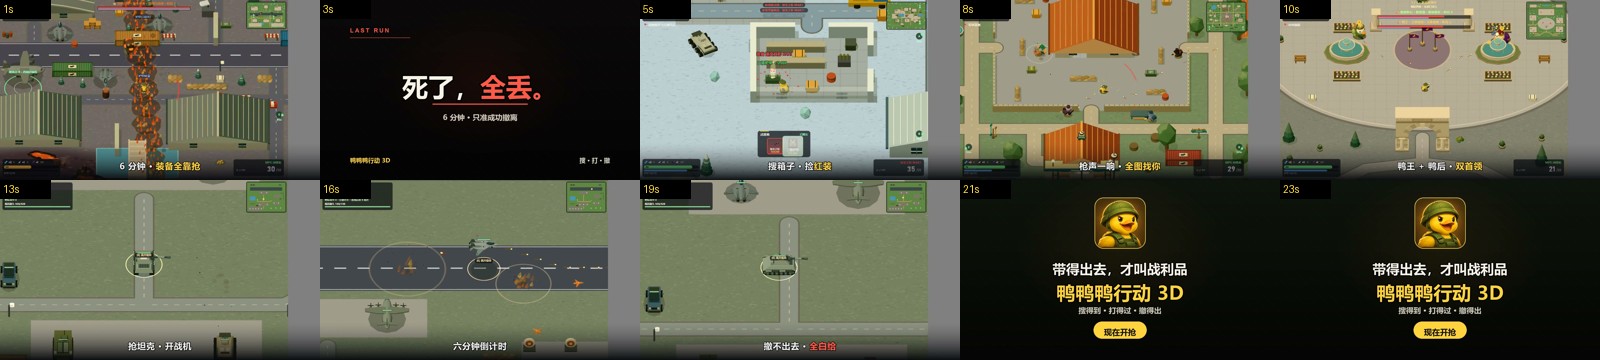 1s
6 分钟·装备全靠抢
3s
LAST RUN
死了，全丢。
6 分钟·只准成功撤离
鸭鸭鸭行动 3D
搜·打·撤
5s
搜箱子·捡红装
8s
枪声一响·全图找你
10s
鸭王 + 鸭后·双首领
13s
抢坦克·开战机
16s
六分钟倒计时
19s
撤不出去·全白给
21s
带得出去，才叫战利品
鸭鸭鸭行动 3D
搜得到·打得过·撤得出
现在开抢
23s
带得出去，才叫战利品
鸭鸭鸭行动 3D
搜得到·打得过·撤得出
现在开抢